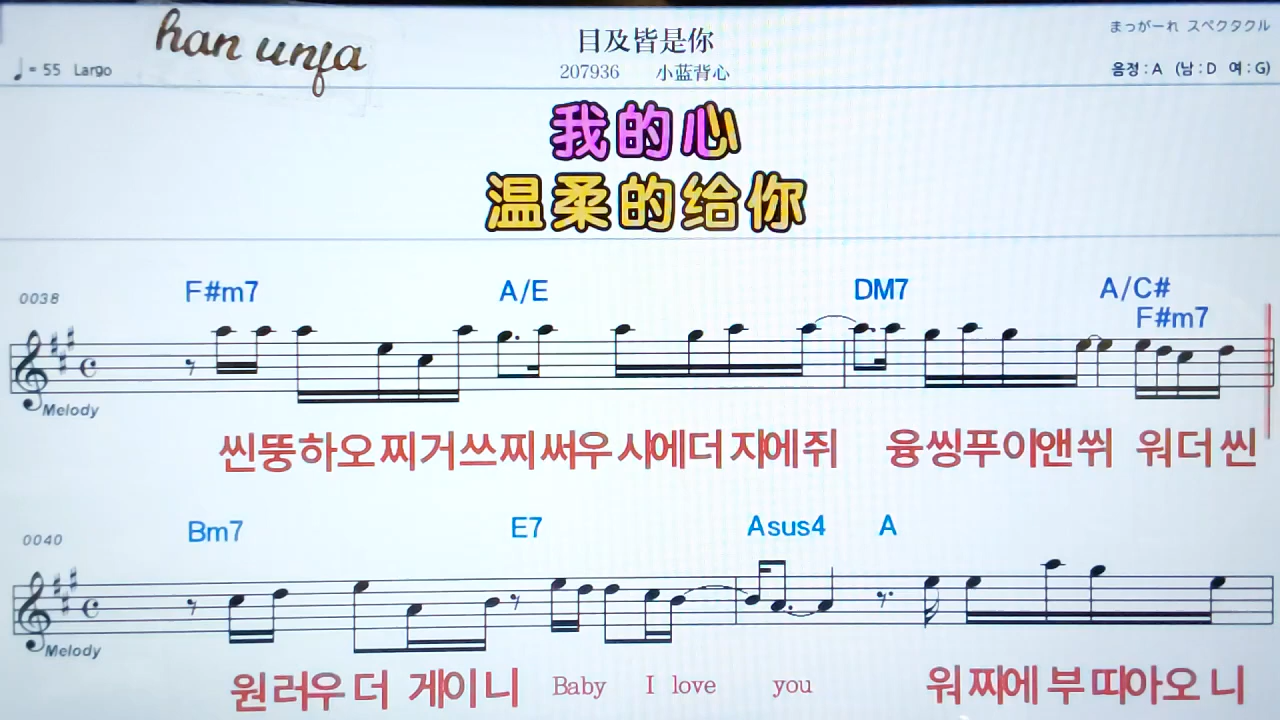 han unfa
目及皆是你
まっがーれ スペクタクル
♩= 55 Largo
207936 小蓝背心
음정 : A (남 : D 여 : G)
我的心
温柔的给你
0038 F#m7 A/E DM7 A/C#
F#m7
Melody
씬뚱하오찌거쓰찌써우시에더지에쥐 융씽푸이앤쒸 워더씬
0040 Bm7 E7 Asus4 A
Melody
원러우더 게이니 Baby I love you 워찌에부띠아오니